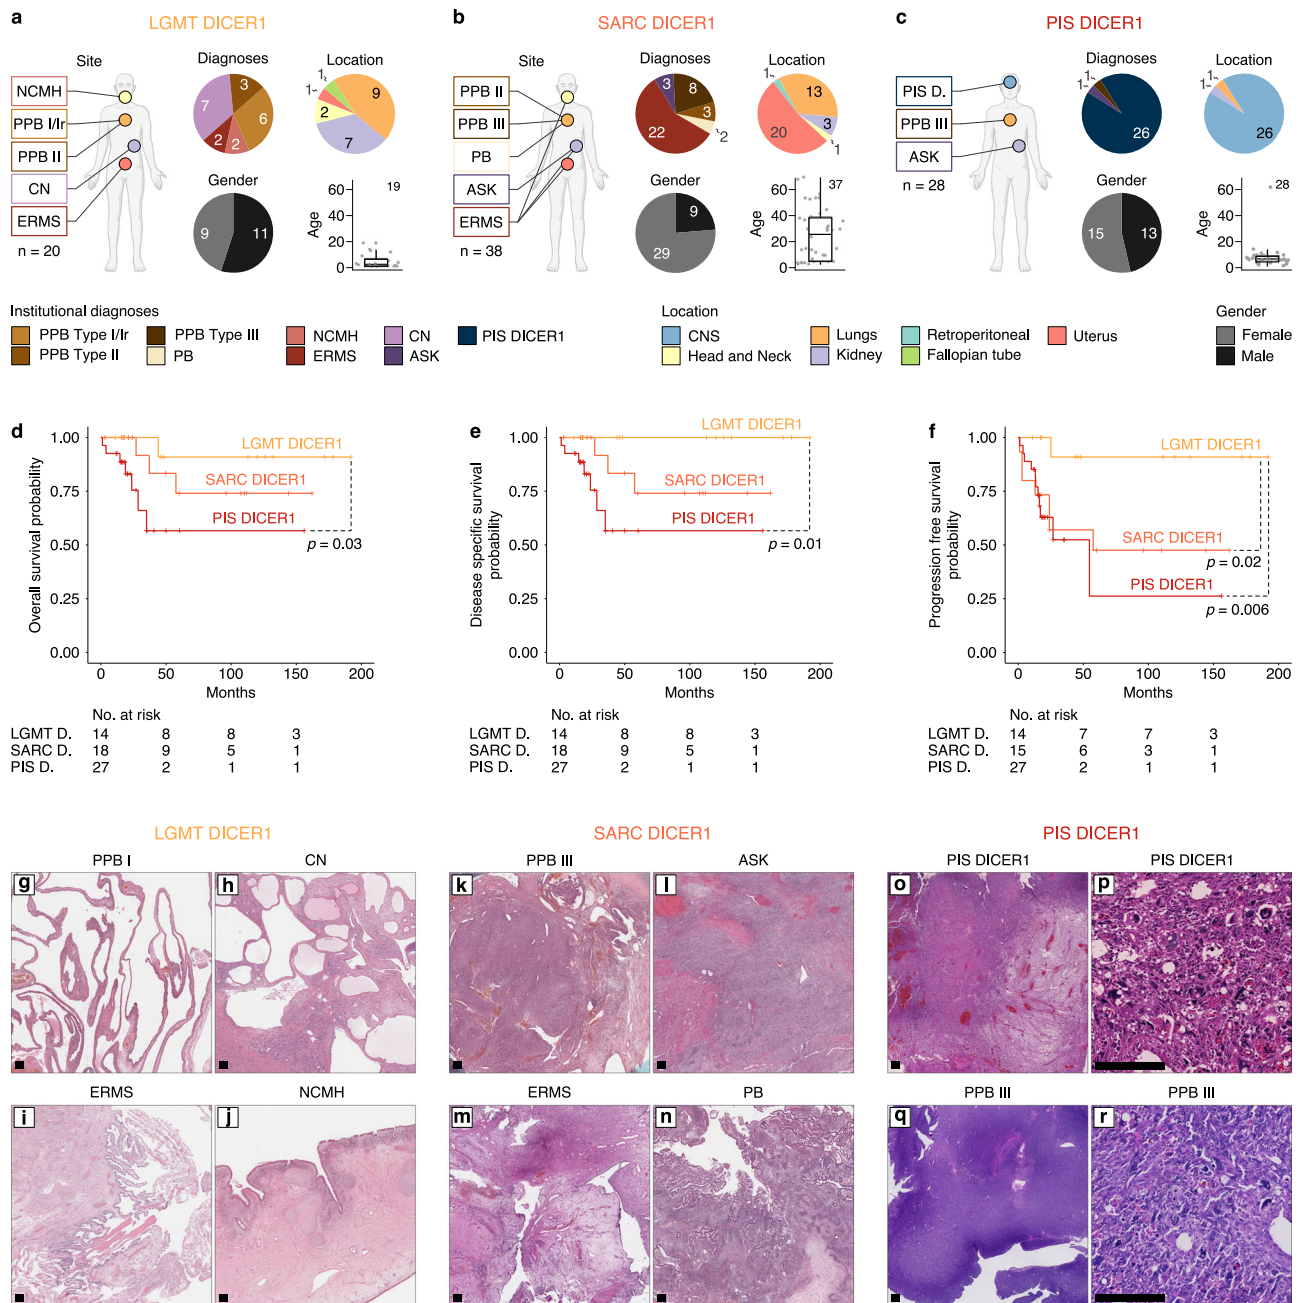 a
LGMT DICER1
Site
NCMH
PPB I/Ir
PPB II
CN
ERMS
n = 20
Diagnoses
3
6
2
2
7
Location
1
1
9
2
7
Gender
9
11
Age
60
40
20
0
19
b
SARC DICER1
PPB II
PPB III
PB
ASK
ERMS
n = 38
Diagnoses
3
8
3
2
22
Location
1
13
3
1
20
Gender
9
29
Age
60
40
20
0
37
c
PIS DICER1
PIS D.
PPB III
ASK
n = 28
Diagnoses
1
1
26
Location
1
1
26
Gender
15
13
Age
60
40
20
0
28
Institutional diagnoses
PPB Type I/Ir
PPB Type III
NCMH
CN
PIS DICER1
PPB Type II
PB
ERMS
ASK
Location
CNS
Lungs
Retroperitoneal
Uterus
Head and Neck
Kidney
Fallopian tube
Gender
Female
Male
d
Overall survival probability
1.00
0.75
0.50
0.25
0.00
LGMT DICER1
SARC DICER1
PIS DICER1
p = 0.03
0 50 100 150 200
Months
No. at risk
LGMT D. 14 8 8 3
SARC D. 18 9 5 1
PIS D. 27 2 1 1
e
Disease specific survival
probability
1.00
0.75
0.50
0.25
0.00
LGMT DICER1
SARC DICER1
PIS DICER1
p = 0.01
0 50 100 150 200
Months
No. at risk
LGMT D. 14 8 8 3
SARC D. 18 9 5 1
PIS D. 27 2 1 1
f
Progression free survival
probability
1.00
0.75
0.50
0.25
0.00
LGMT DICER1
SARC DICER1
p = 0.02
PIS DICER1
p = 0.006
0 50 100 150 200
Months
No. at risk
LGMT D. 14 7 7 3
SARC D. 15 6 3 1
PIS D. 27 2 1 1
LGMT DICER1
SARC DICER1
PIS DICER1
PPB I
CN
PPB III
ASK
PIS DICER1
PIS DICER1
g
h
k
l
o
p
ERMS
NCMH
ERMS
PB
PPB III
PPB III
i
j
m
n
q
r